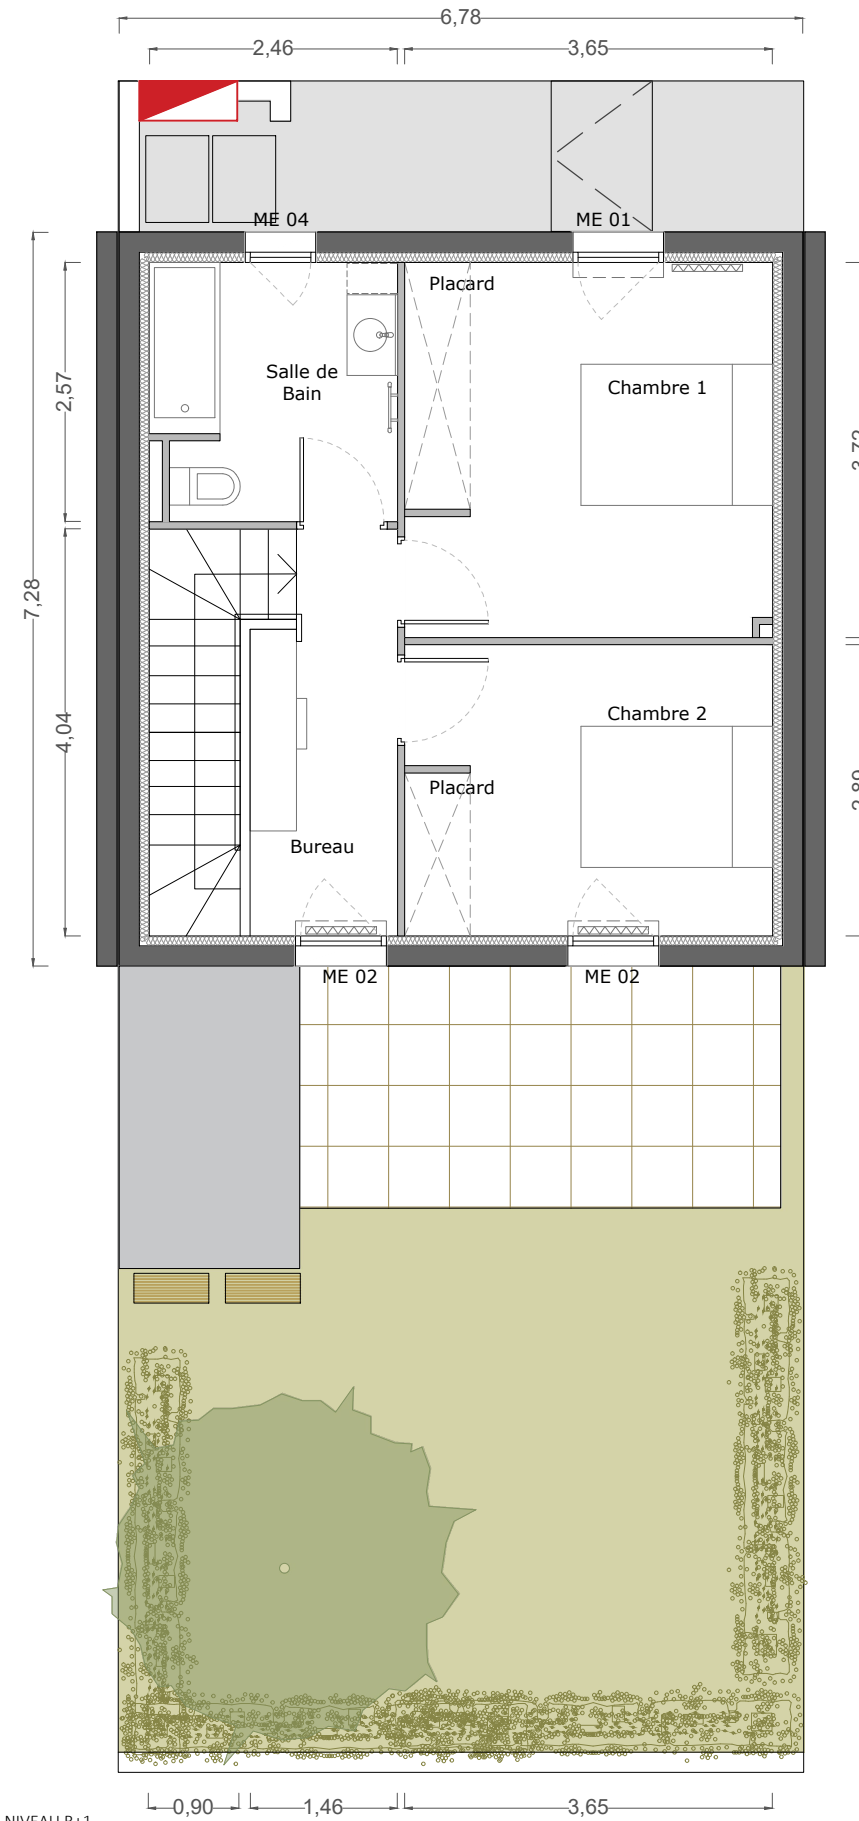 6,78
2,46
3,65
ME 04
ME 01
Placard
Salle de
Bain
Chambre 1
2,57
7,28
4,04
Chambre 2
Placard
Bureau
ME 02
ME 02
0,90
1,46
3,65